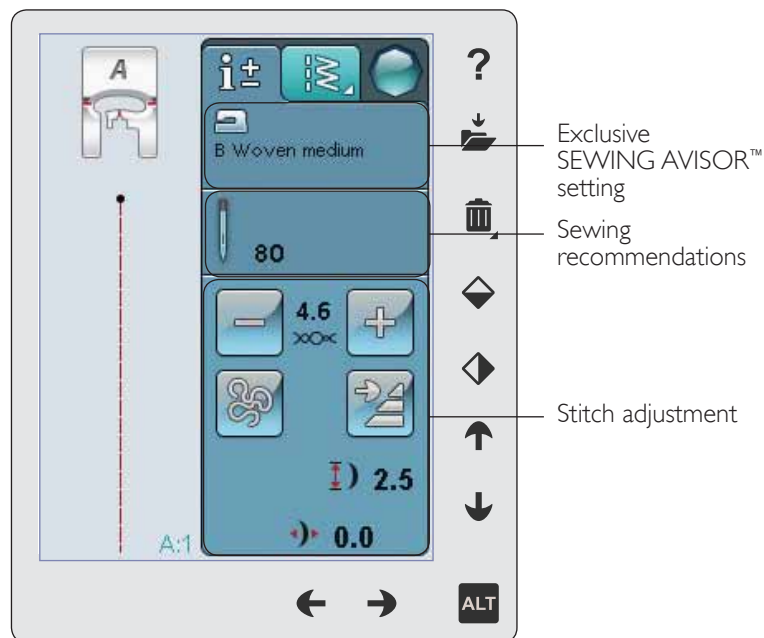 A
i±
?
B Woven medium
Exclusive
SEWING AVISOR™
setting
80
Sewing
recommendations
4.6
Stitch adjustment
2.5
0.0
A:1
ALT